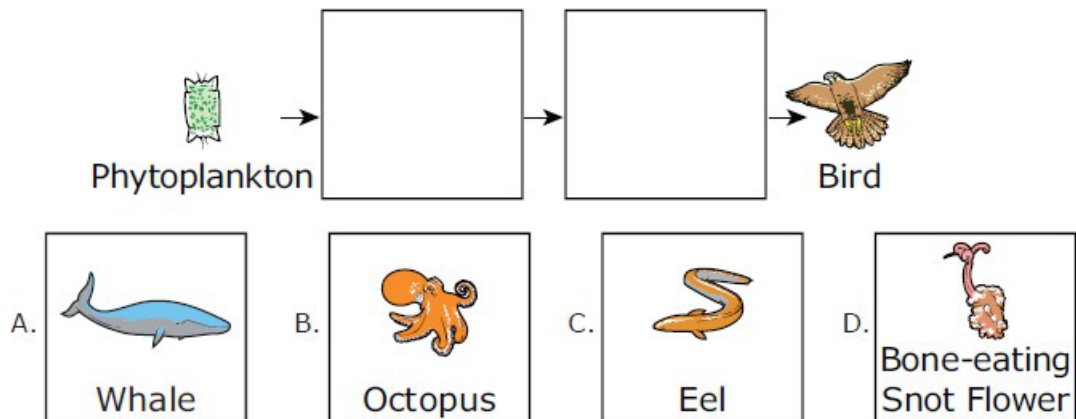 Phytoplankton
Bird
A.
Whale
B.
Octopus
C.
Eel
D.
Bone-eating
Snot Flower